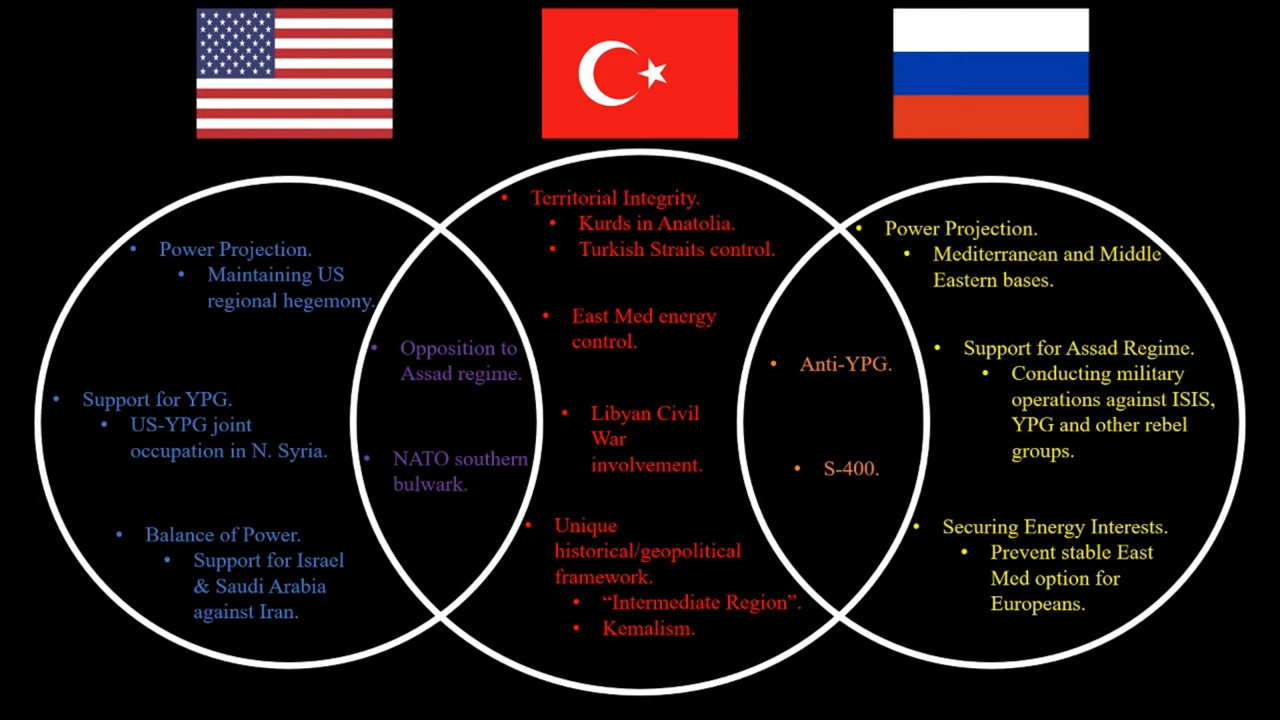 • Power Projection.
• Maintaining US
regional hegemony.
• Support for YPG.
• US-YPG joint
occupation in N. Syria.
• Balance of Power.
• Support for Israel
& Saudi Arabia
against Iran.
• Opposition to
Assad regime.
• NATO southern
bulwark.
• Territorial Integrity.
• Kurds in Anatolia.
• Turkish Straits control.
• East Med energy
control.
• Libyan Civil
War
involvement.
• Unique
historical/geopolitical
framework.
• “Intermediate Region”.
• Kemalism.
• Anti-YPG.
• S-400.
• Power Projection.
• Mediterranean and Middle
Eastern bases.
• Support for Assad Regime.
• Conducting military
operations against ISIS,
YPG and other rebel
groups.
• Securing Energy Interests.
• Prevent stable East
Med option for
Europeans.